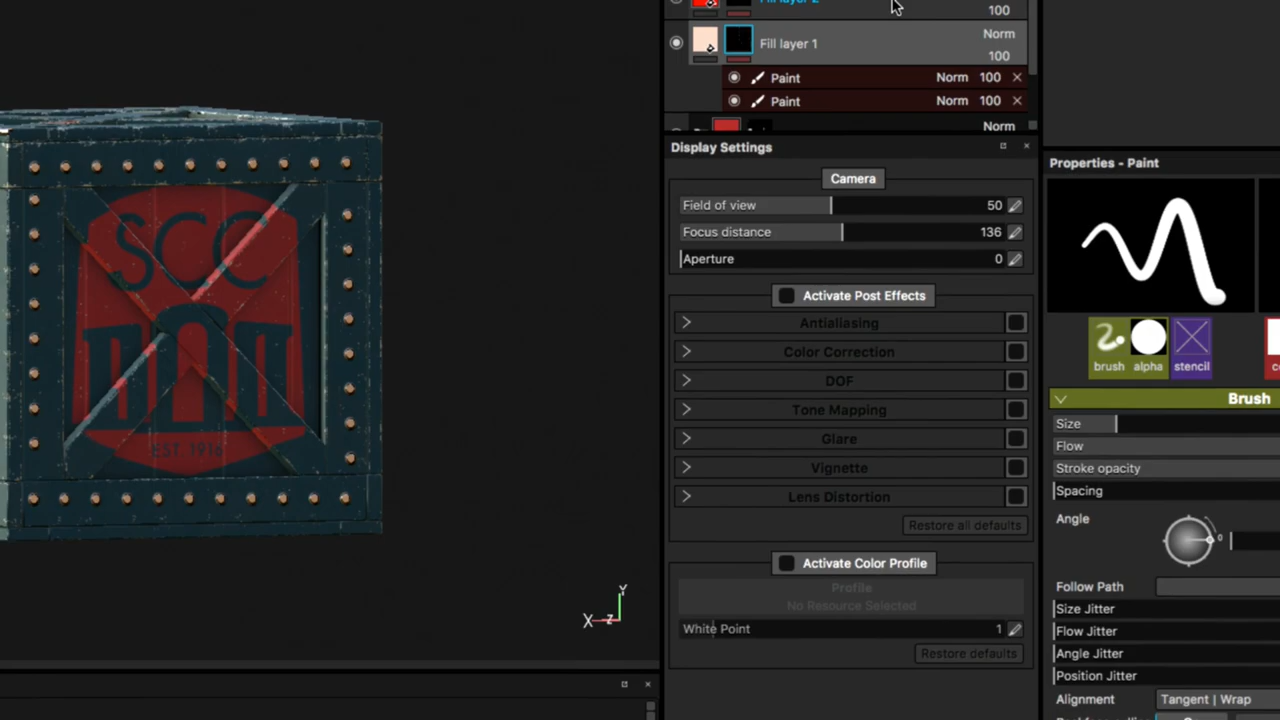 Fill layer 2
100
Norm
Fill layer 1
100
Paint Norm 100
Paint Norm 100
Norm
Display Settings
Camera
Field of view 50
Focus distance 136
Aperture 0
Activate Post Effects
Antialiasing
Color Correction
DOF
Tone Mapping
Glare
Vignette
Lens Distortion
Restore all defaults
Activate Color Profile
Profile
No Resource Selected
White Point 1
Restore defaults
Properties - Paint
brush alpha stencil
Brush
Size
Flow
Stroke opacity
Spacing
Angle
Follow Path
Size Jitter
Flow Jitter
Angle Jitter
Position Jitter
Alignment Tangent | Wrap
SCC
EST. 1916
Y
X Z